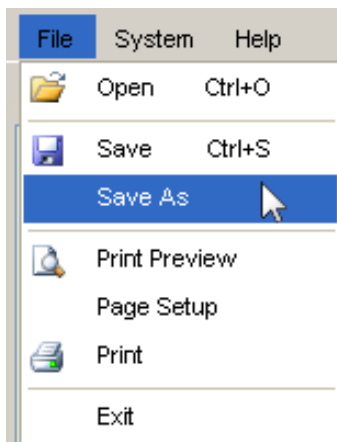 File System Help
Open Ctrl+O
Save Ctrl+S
Save As
Print Preview
Page Setup
Print
Exit